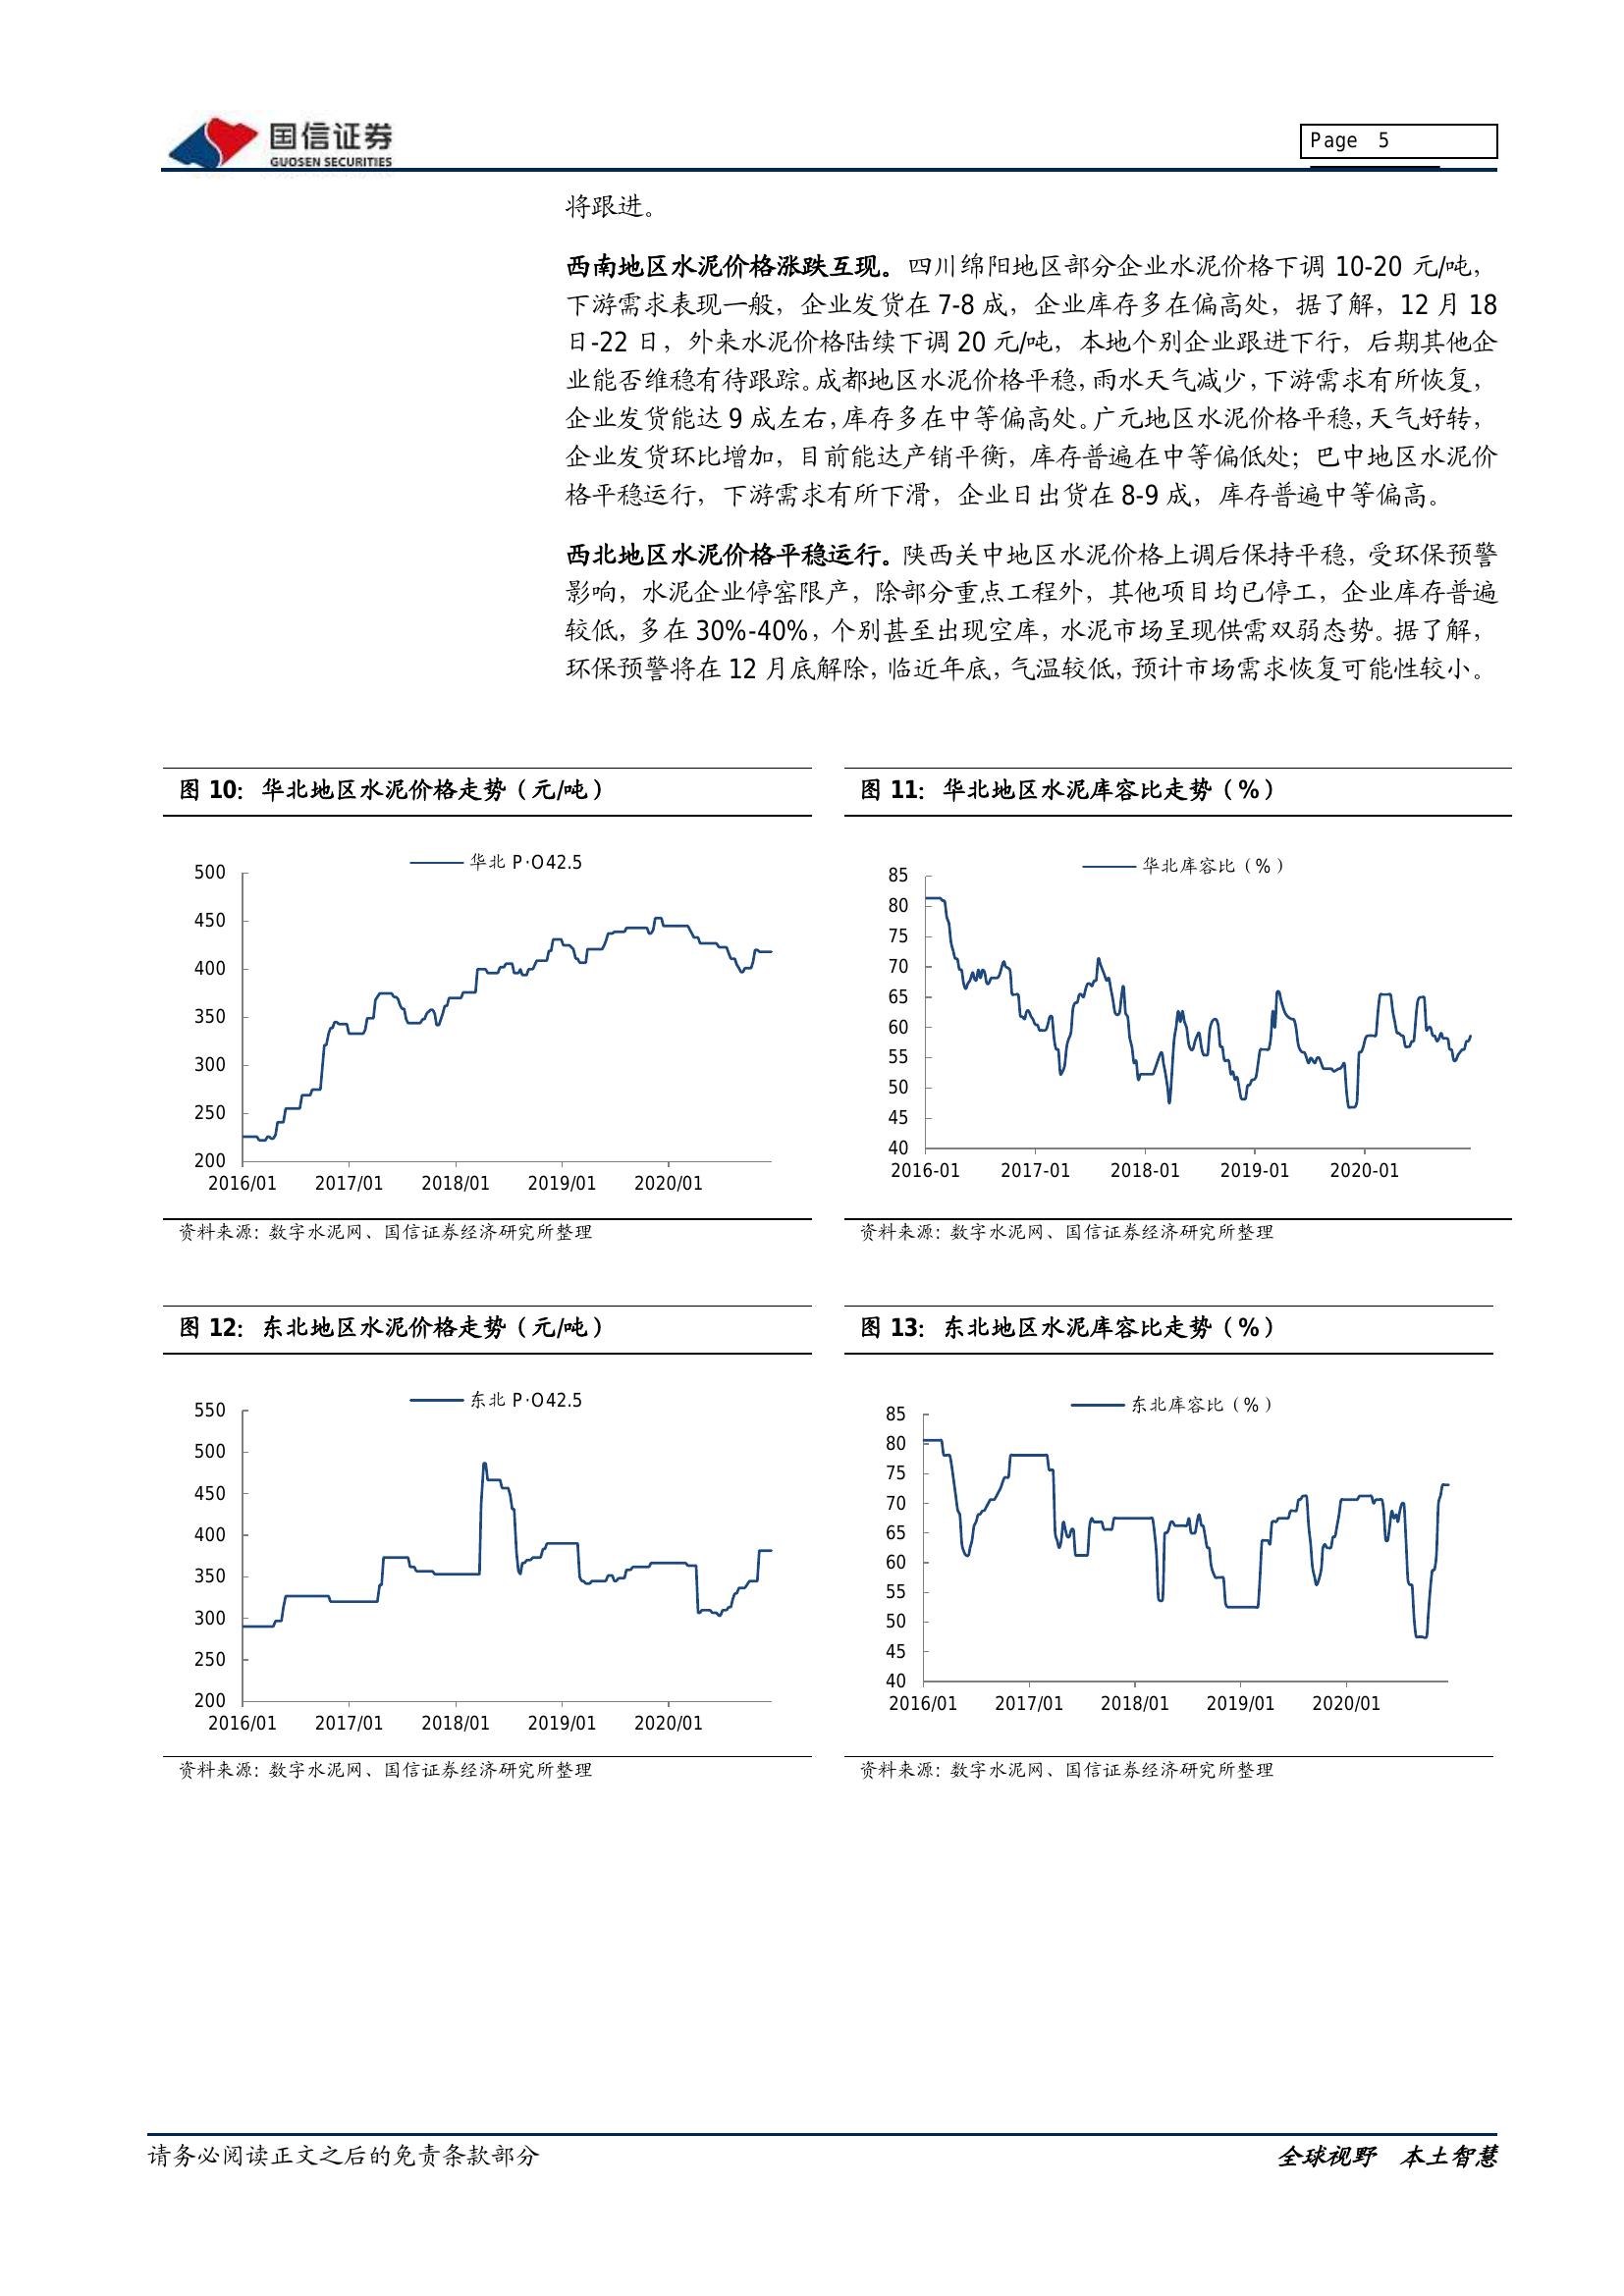 国信证券
GUOSEN SECURITIES
Page 5
将跟进。
西南地区水泥价格涨跌互现。四川绵阳地区部分企业水泥价格下调 10-20 元/吨，
下游需求表现一般，企业发货在 7-8 成，企业库存多在偏高处，据了解，12 月 18
日-22 日，外来水泥价格陆续下调 20 元/吨，本地个别企业跟进下行，后期其他企
业能否维稳有待跟踪。成都地区水泥价格平稳，雨水天气减少，下游需求有所恢复，
企业发货能达 9 成左右，库存多在中等偏高处。广元地区水泥价格平稳，天气好转，
企业发货环比增加，目前能达产销平衡，库存普遍在中等偏低处；巴中地区水泥价
格平稳运行，下游需求有所下滑，企业日出货在 8-9 成，库存普遍中等偏高。
西北地区水泥价格平稳运行。陕西关中地区水泥价格上调后保持平稳，受环保预警
影响，水泥企业停窑限产，除部分重点工程外，其他项目均已停工，企业库存普遍
较低，多在 30%-40%，个别甚至出现空库，水泥市场呈现供需双弱态势。据了解，
环保预警将在 12 月底解除，临近年底，气温较低，预计市场需求恢复可能性较小。
图 10：华北地区水泥价格走势（元/吨）
华北 P·O42.5
500
450
400
350
300
250
200
2016/01 2017/01 2018/01 2019/01 2020/01
资料来源：数字水泥网、国信证券经济研究所整理
图 11：华北地区水泥库容比走势（%）
华北库容比（%）
85
80
75
70
65
60
55
50
45
40
2016-01 2017-01 2018-01 2019-01 2020-01
资料来源：数字水泥网、国信证券经济研究所整理
图 12：东北地区水泥价格走势（元/吨）
东北 P·O42.5
550
500
450
400
350
300
250
200
2016/01 2017/01 2018/01 2019/01 2020/01
资料来源：数字水泥网、国信证券经济研究所整理
图 13：东北地区水泥库容比走势（%）
东北库容比（%）
85
80
75
70
65
60
55
50
45
40
2016/01 2017/01 2018/01 2019/01 2020/01
资料来源：数字水泥网、国信证券经济研究所整理
请务必阅读正文之后的免责条款部分
全球视野 本土智慧